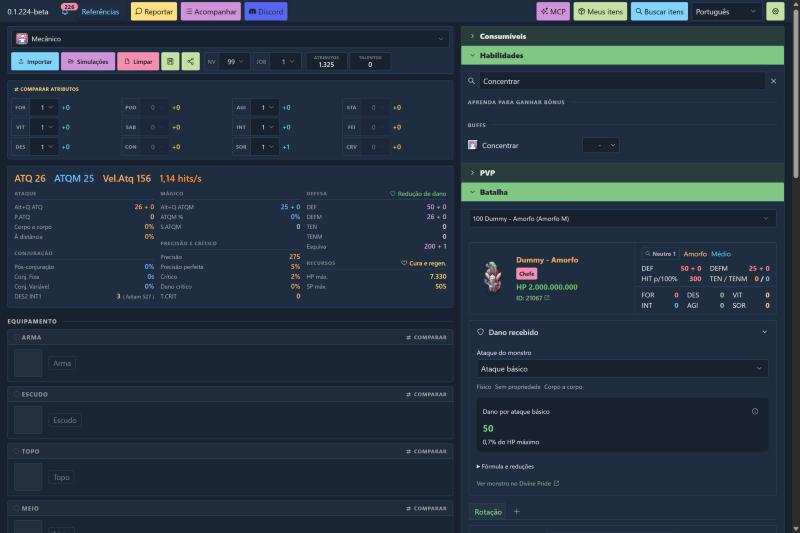 0.1.224-beta
226
Referências
Reportar
Acompanhar
Discord
MCP
Meus itens
Buscar itens
Português
Mecânico
Importar
Simulações
Limpar
NV 99
JOB 1
ATRIBUTOS
1.325
TALENTOS
0
COMPARAR ATRIBUTOS
FOR 1 +0
POD 0 +0
AGI 1 +0
STA 0 +0
VIT 1 +0
SAB 0 +0
INT 1 +0
FEI 0 +0
DES 1 +0
CON 0 +0
SOR 1 +1
CRV 0 +0
ATQ 26 ATQM 25 Vel.Atq 156 1,14 hits/s
ATAQUE
Alt+Q ATQ 26 + 0
P.ATQ 0
Corpo a corpo 0%
À distância 0%
CONJURAÇÃO
Pós-conjuração 0%
Conj. Fixa 0s
Conj. Variável 0%
DES2 INT1 3 ( faltam 527 )
MÁGICO
Alt+Q ATQM 25 + 0
ATQM % 0%
S.ATQM 0
PRECISÃO E CRÍTICO
Precisão 275
Precisão perfeita 5%
Crítico 2%
Dano crítico 0%
T.CRIT 0
DEFESA
Redução de dano
DEF 50 + 0
DEFM 26 + 0
TEN 0
TENM 0
Esquiva 200 + 1
RECURSOS
Cura e regen.
HP máx. 7.330
SP máx. 505
EQUIPAMENTO
ARMA
COMPARAR
Arma
ESCUDO
COMPARAR
Escudo
TOPO
COMPARAR
Topo
MEIO
COMPARAR
Consumíveis
Habilidades
Concentrar
APRENDA PARA GANHAR BÔNUS
BUFFS
Concentrar
-
PVP
Batalha
100 Dummy - Amorfo (Amorfo M)
Dummy - Amorfo
Chefe
HP 2.000.000.000
ID: 21067
Neutro 1 Amorfo Médio
DEF 50 + 0 DEFM 25 + 0
HIT p/100% 300 TEN / TENM 0 / 0
FOR 0 DES 0 VIT 0
INT 0 AGI 0 SOR 0
Dano recebido
Ataque do monstro
Ataque básico
Físico Sem propriedade Corpo a corpo
Dano por ataque básico
50
0,7% do HP máximo
Fórmula e reduções
Ver monstro no Divine Pride
Rotação +